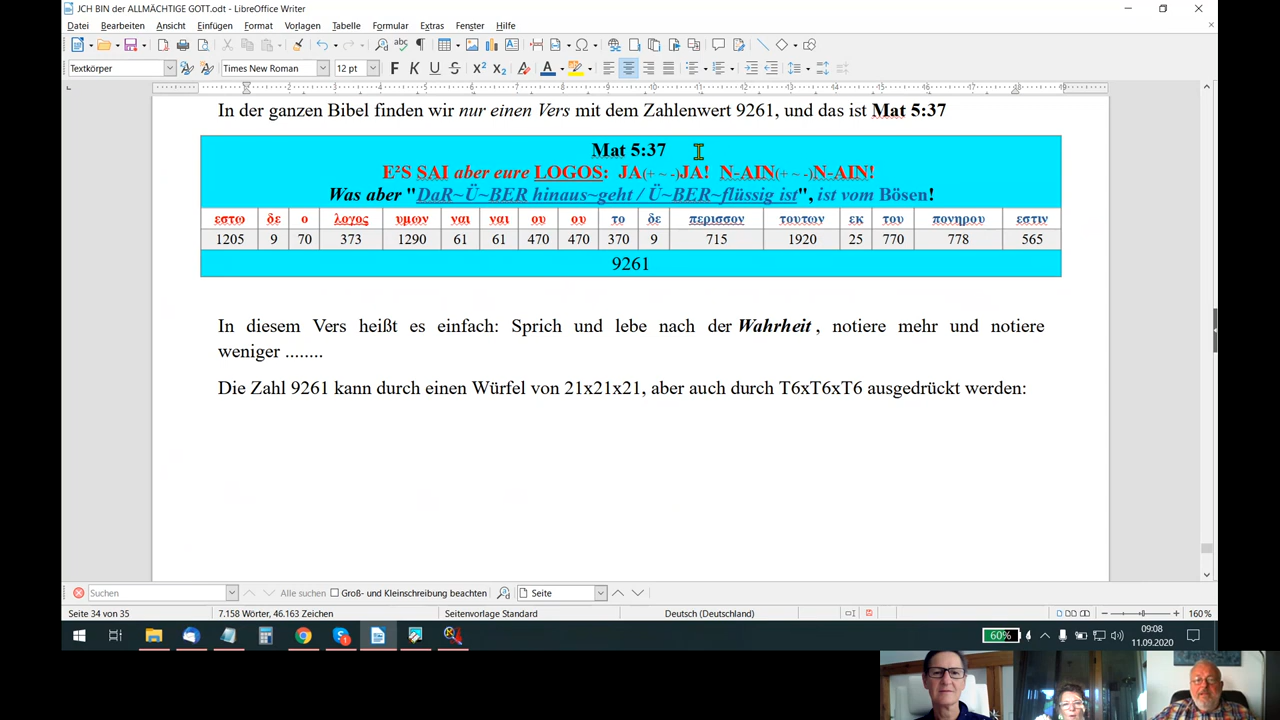 JCH BIN der ALLMÄCHTIGE GOTT.odt - LibreOffice Writer
Datei Bearbeiten Ansicht Einfügen Format Vorlagen Tabelle Formular Extras Fenster Hilfe
Textkörper Times New Roman 12 pt
In der ganzen Bibel finden wir nur einen Vers mit dem Zahlenwert 9261, und das ist Mat 5:37
Mat 5:37
E²S SAI aber eure LOGOS: JA(+ ~ -)JA! N-AIN(+ ~ -)N-AIN!
Was aber "DaR~Ü~BER hinaus~geht / Ü~BER~flüssig ist", ist vom Bösen!
εστω δε ο λογος υμων ναι ναι ου ου το δε περισσον τουτων εκ του πονηρου εστιν
1205 9 70 373 1290 61 61 470 470 370 9 715 1920 25 770 778 565
9261
In diesem Vers heißt es einfach: Sprich und lebe nach der Wahrheit , notiere mehr und notiere
weniger ........
Die Zahl 9261 kann durch einen Würfel von 21x21x21, aber auch durch T6xT6xT6 ausgedrückt werden:
Suchen Alle suchen Groß- und Kleinschreibung beachten Seite
Seite 34 von 35 7.158 Wörter, 46.163 Zeichen Seitenvorlage Standard Deutsch (Deutschland) 160%
60% 09:08
11.09.2020